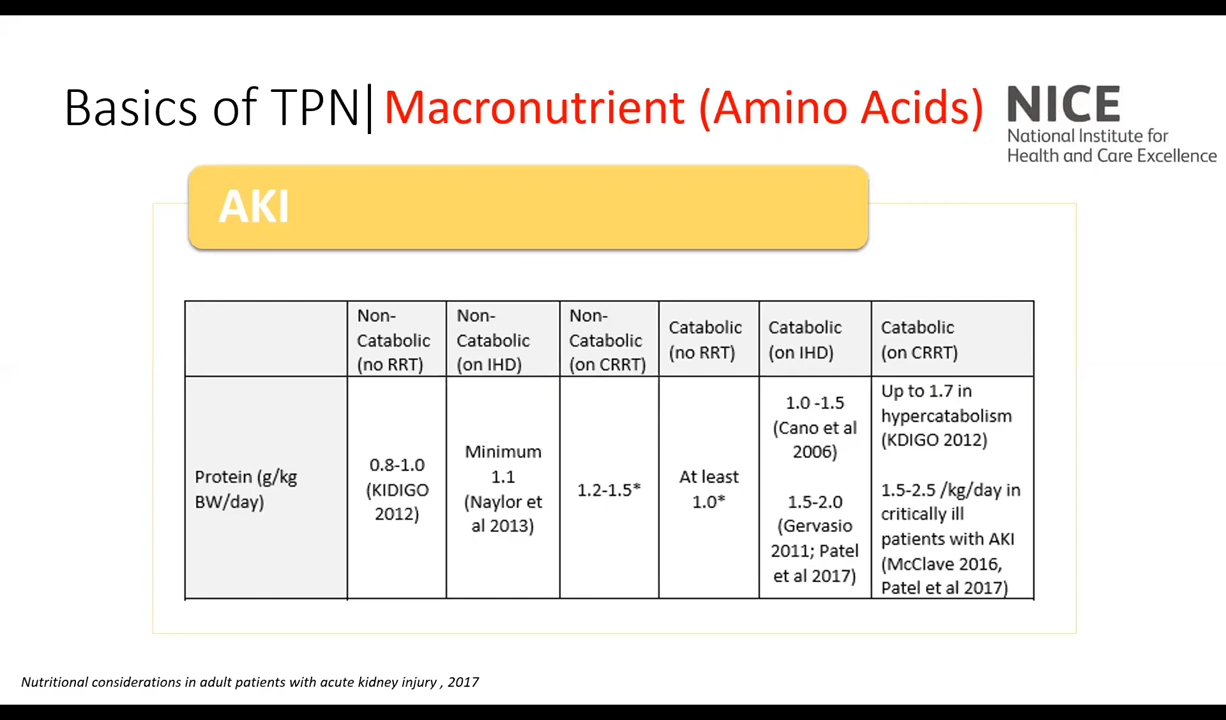 Basics of TPN| Macronutrient (Amino Acids)
NICE
National Institute for
Health and Care Excellence
AKI
Non-
Catabolic
(no RRT)
Non-
Catabolic
(on IHD)
Non-
Catabolic
(on CRRT)
Catabolic
(no RRT)
Catabolic
(on IHD)
Catabolic
(on CRRT)
Protein (g/kg
BW/day)
0.8-1.0
(KIDIGO
2012)
Minimum
1.1
(Naylor et
al 2013)
1.2-1.5*
At least
1.0*
1.0 -1.5
(Cano et al
2006)
1.5-2.0
(Gervasio
2011; Patel
et al 2017)
Up to 1.7 in
hypercatabolism
(KDIGO 2012)
1.5-2.5 /kg/day in
critically ill
patients with AKI
(McClave 2016,
Patel et al 2017)
Nutritional considerations in adult patients with acute kidney injury , 2017